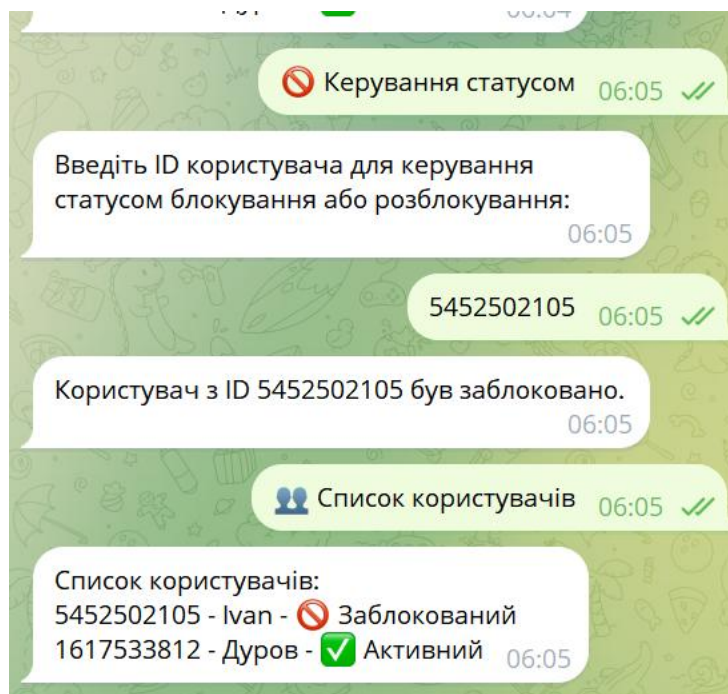 🚫 Керування статусом 06:05
Введіть ID користувача для керування
статусом блокування або розблокування:
06:05
5452502105 06:05
Користувач з ID 5452502105 був заблоковано.
06:05
👥 Список користувачів 06:05
Список користувачів:
5452502105 - Ivan - 🚫 Заблокований
1617533812 - Дуров - ✅ Активний 06:05